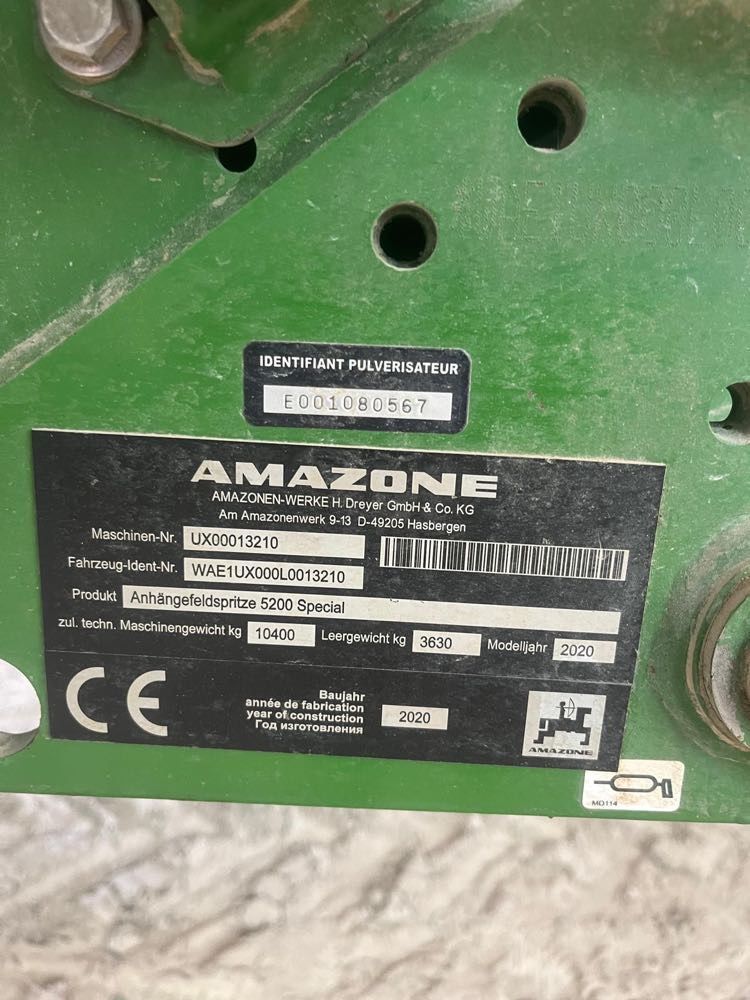 IDENTIFIANT PULVERISATEUR
E001080567
AMAZONE
AMAZONEN-WERKE H. Dreyer GmbH & Co. KG
Am Amazonenwerk 9-13 D-49205 Hasbergen
Maschinen-Nr. UX00013210
Fahrzeug-Ident-Nr. WAE1UX000L0013210
Produkt Anhängefeldspritze 5200 Special
zul. techn. Maschinengewicht kg 10400 Leergewicht kg 3630 Modelljahr 2020
CE
Baujahr
année de fabrication
year of construction
Год изготовления
2020
AMAZONE
MD114